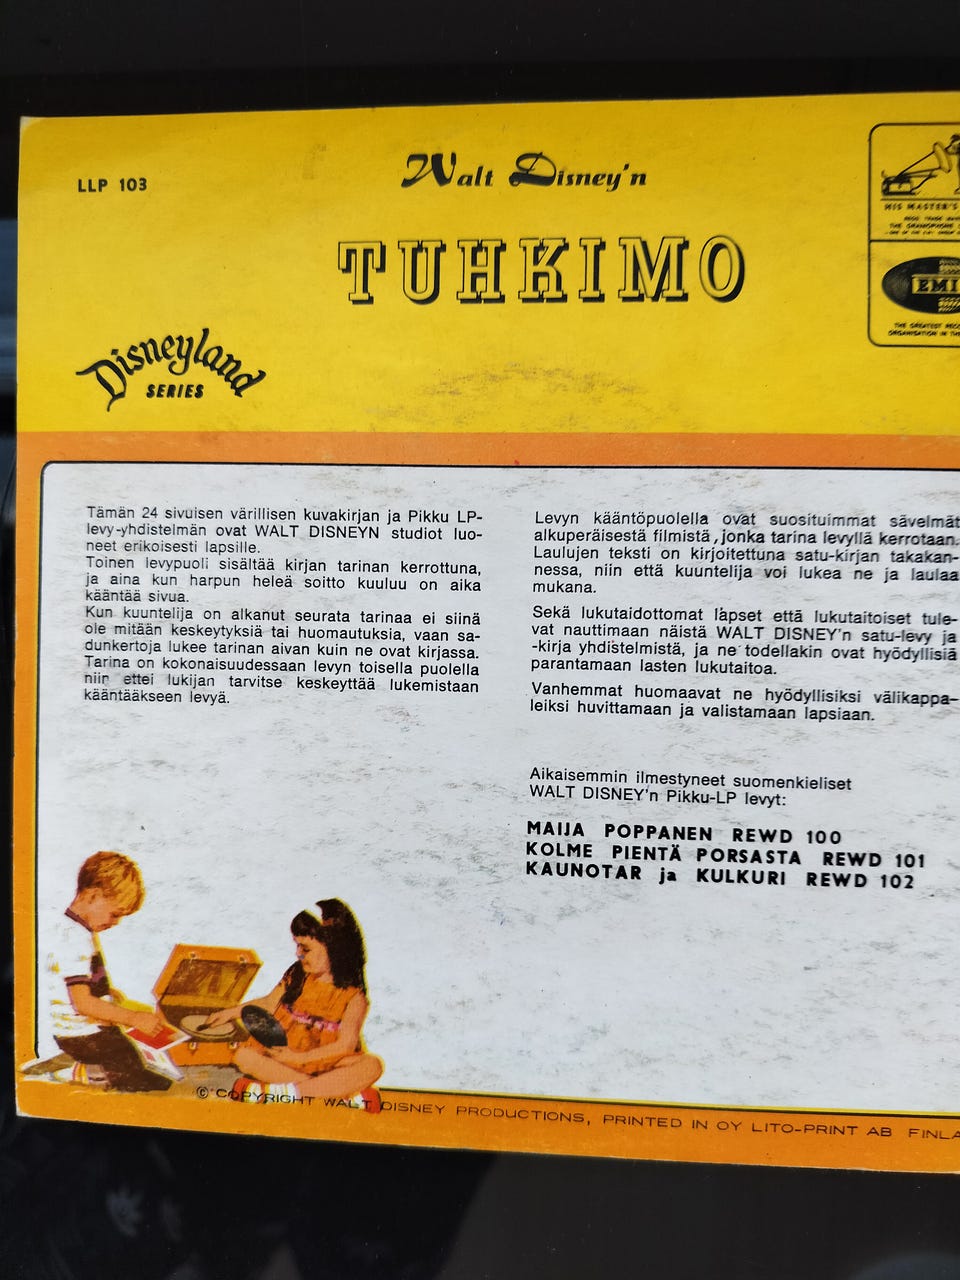 LLP 103
Walt Disney'n
TUHKIMO
Disneyland
SERIES
HIS MASTER'S
EMI
THE GREATEST
ORGANISATION IN THE
Tämän 24 sivuisen värillisen kuvakirjan ja Pikku LP-
levy-yhdistelmän ovat WALT DISNEYN studiot luo-
neet erikoisesti lapsille.
Toinen levypuoli sisältää kirjan tarinan kerrottuna,
ja aina kun harpun heleä soitto kuuluu on aika
kääntää sivua.
Kun kuuntelija on alkanut seurata tarinaa ei siinä
ole mitään keskeytyksiä tai huomautuksia, vaan sa-
dunkertoja lukee tarinan aivan kuin ne ovat kirjassa.
Tarina on kokonaisuudessaan levyn toisella puolella
niin ettei lukijan tarvitse keskeyttää lukemistaan
kääntääkseen levyä.
Levyn kääntöpuolella ovat suosituimmat sävelmät
alkuperäisestä filmistä, jonka tarina levyllä kerrotaan.
Laulujen teksti on kirjoitettuna satu-kirjan takakan-
nessa, niin että kuuntelija voi lukea ne ja laulaa
mukana.
Sekä lukutaidottomat lapset että lukutaitoiset tule-
vat nauttimaan näistä WALT DISNEY'n satu-levy ja
-kirja yhdistelmistä, ja ne todellakin ovat hyödyllisiä
parantamaan lasten lukutaitoa.
Vanhemmat huomaavat ne hyödyllisiksi välikappa-
leiksi huvittamaan ja valistamaan lapsiaan.
Aikaisemmin ilmestyneet suomenkieliset
WALT DISNEY'n Pikku-LP levyt:
MAIJA POPPANEN REWD 100
KOLME PIENTÄ PORSASTA REWD 101
KAUNOTAR ja KULKURI REWD 102
© COPYRIGHT WALT DISNEY PRODUCTIONS, PRINTED IN OY LITO-PRINT AB FINLA